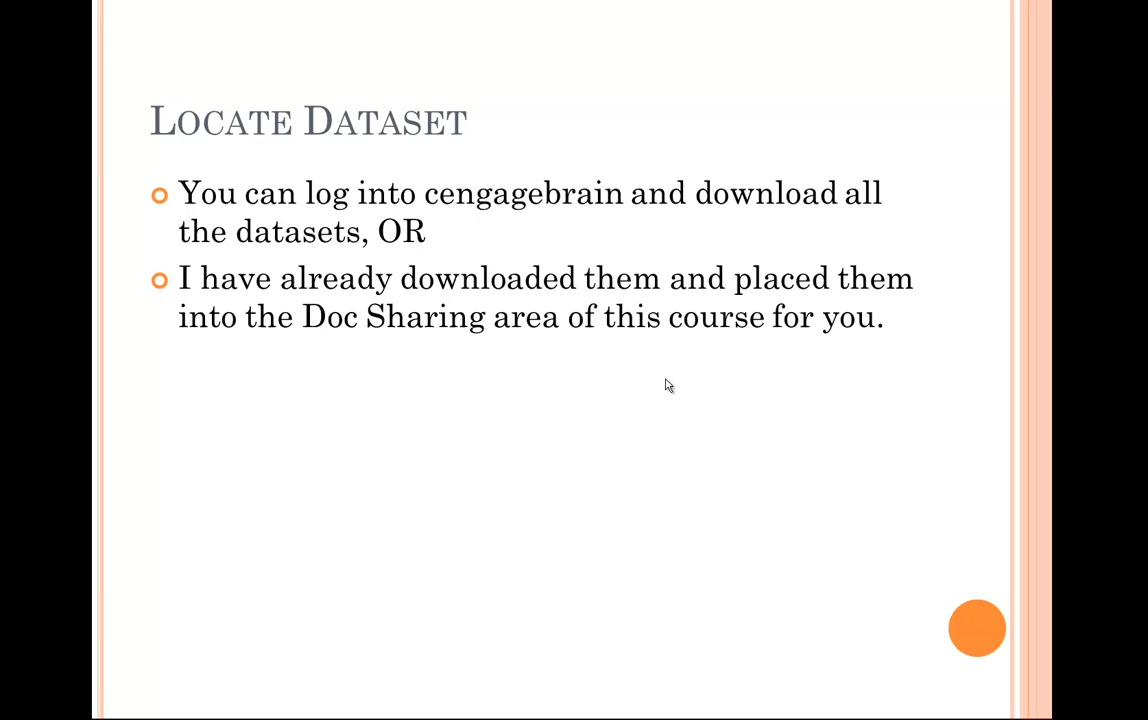 LOCATE DATASET
You can log into cengagebrain and download all
the datasets, OR
I have already downloaded them and placed them
into the Doc Sharing area of this course for you.